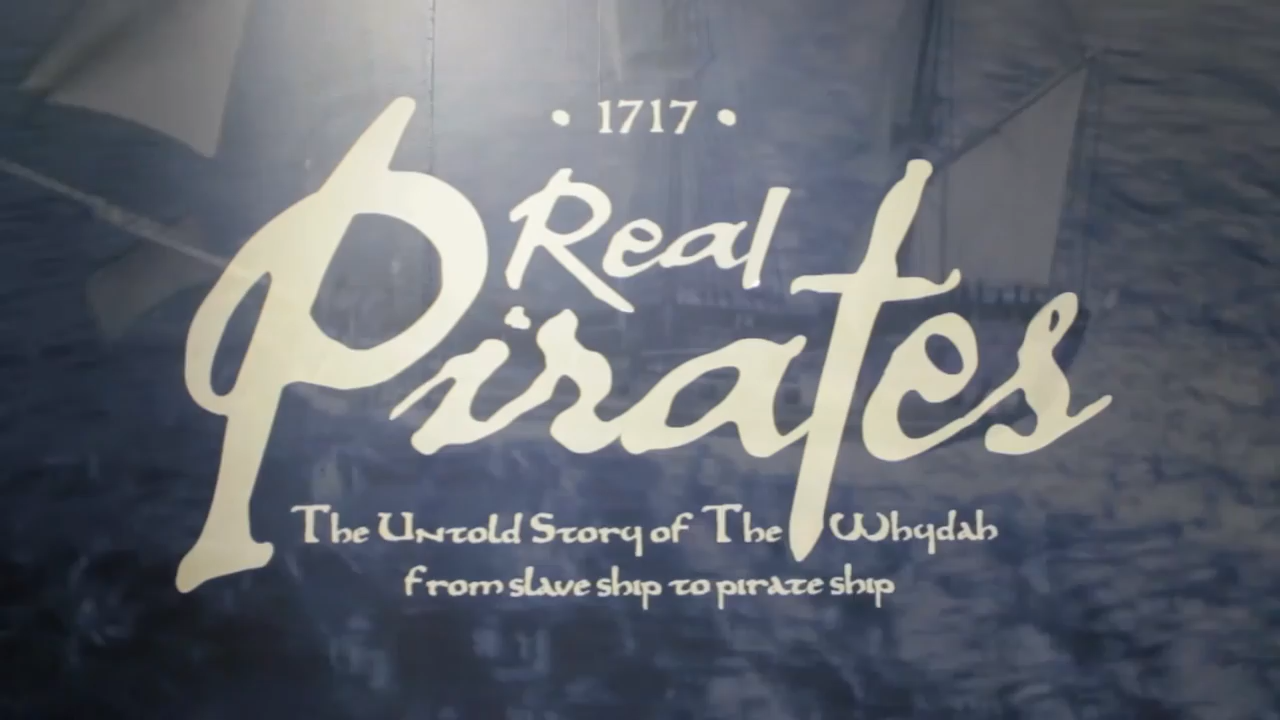 • 1717 •
Real
Pirates
The Untold Story of The Whydah
from slave ship to pirate ship